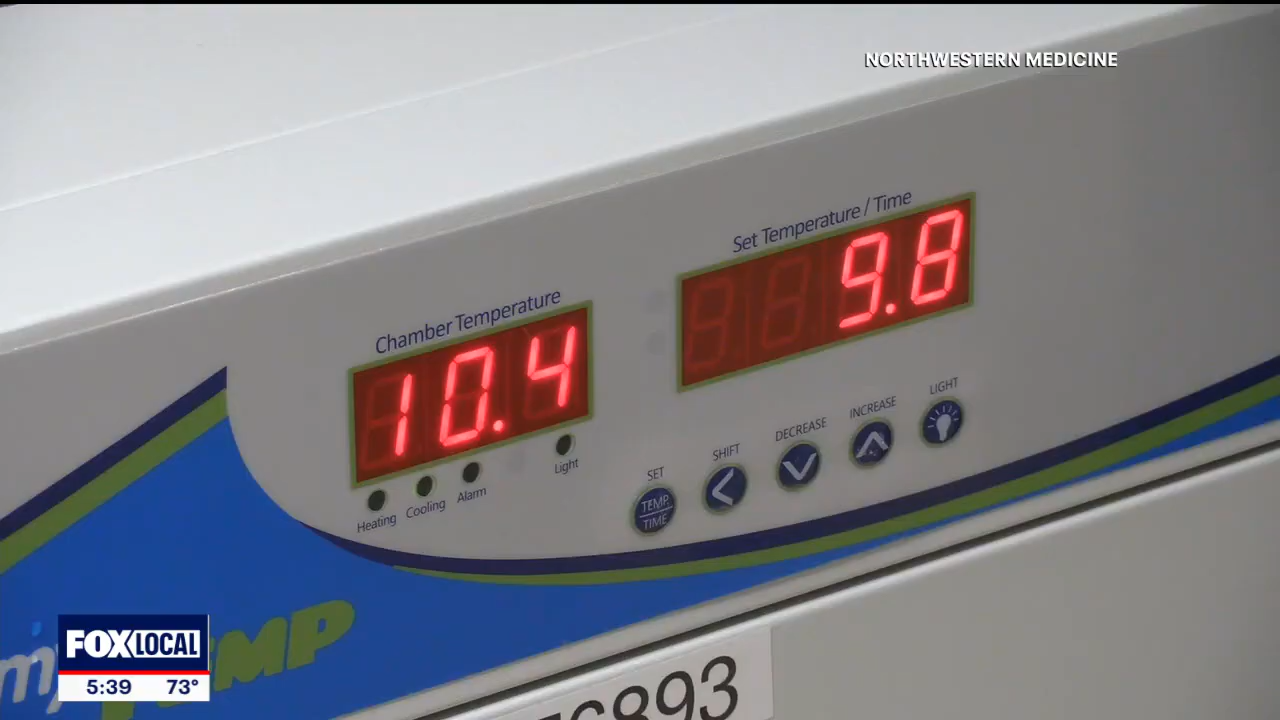 NORTHWESTERN MEDICINE
Set Temperature / Time
9.8
Chamber Temperature
10.4
Heating
Cooling
Alarm
Light
SET
TEMP.
TIME
SHIFT
DECREASE
INCREASE
LIGHT
FOX LOCAL
5:39 73°
6893